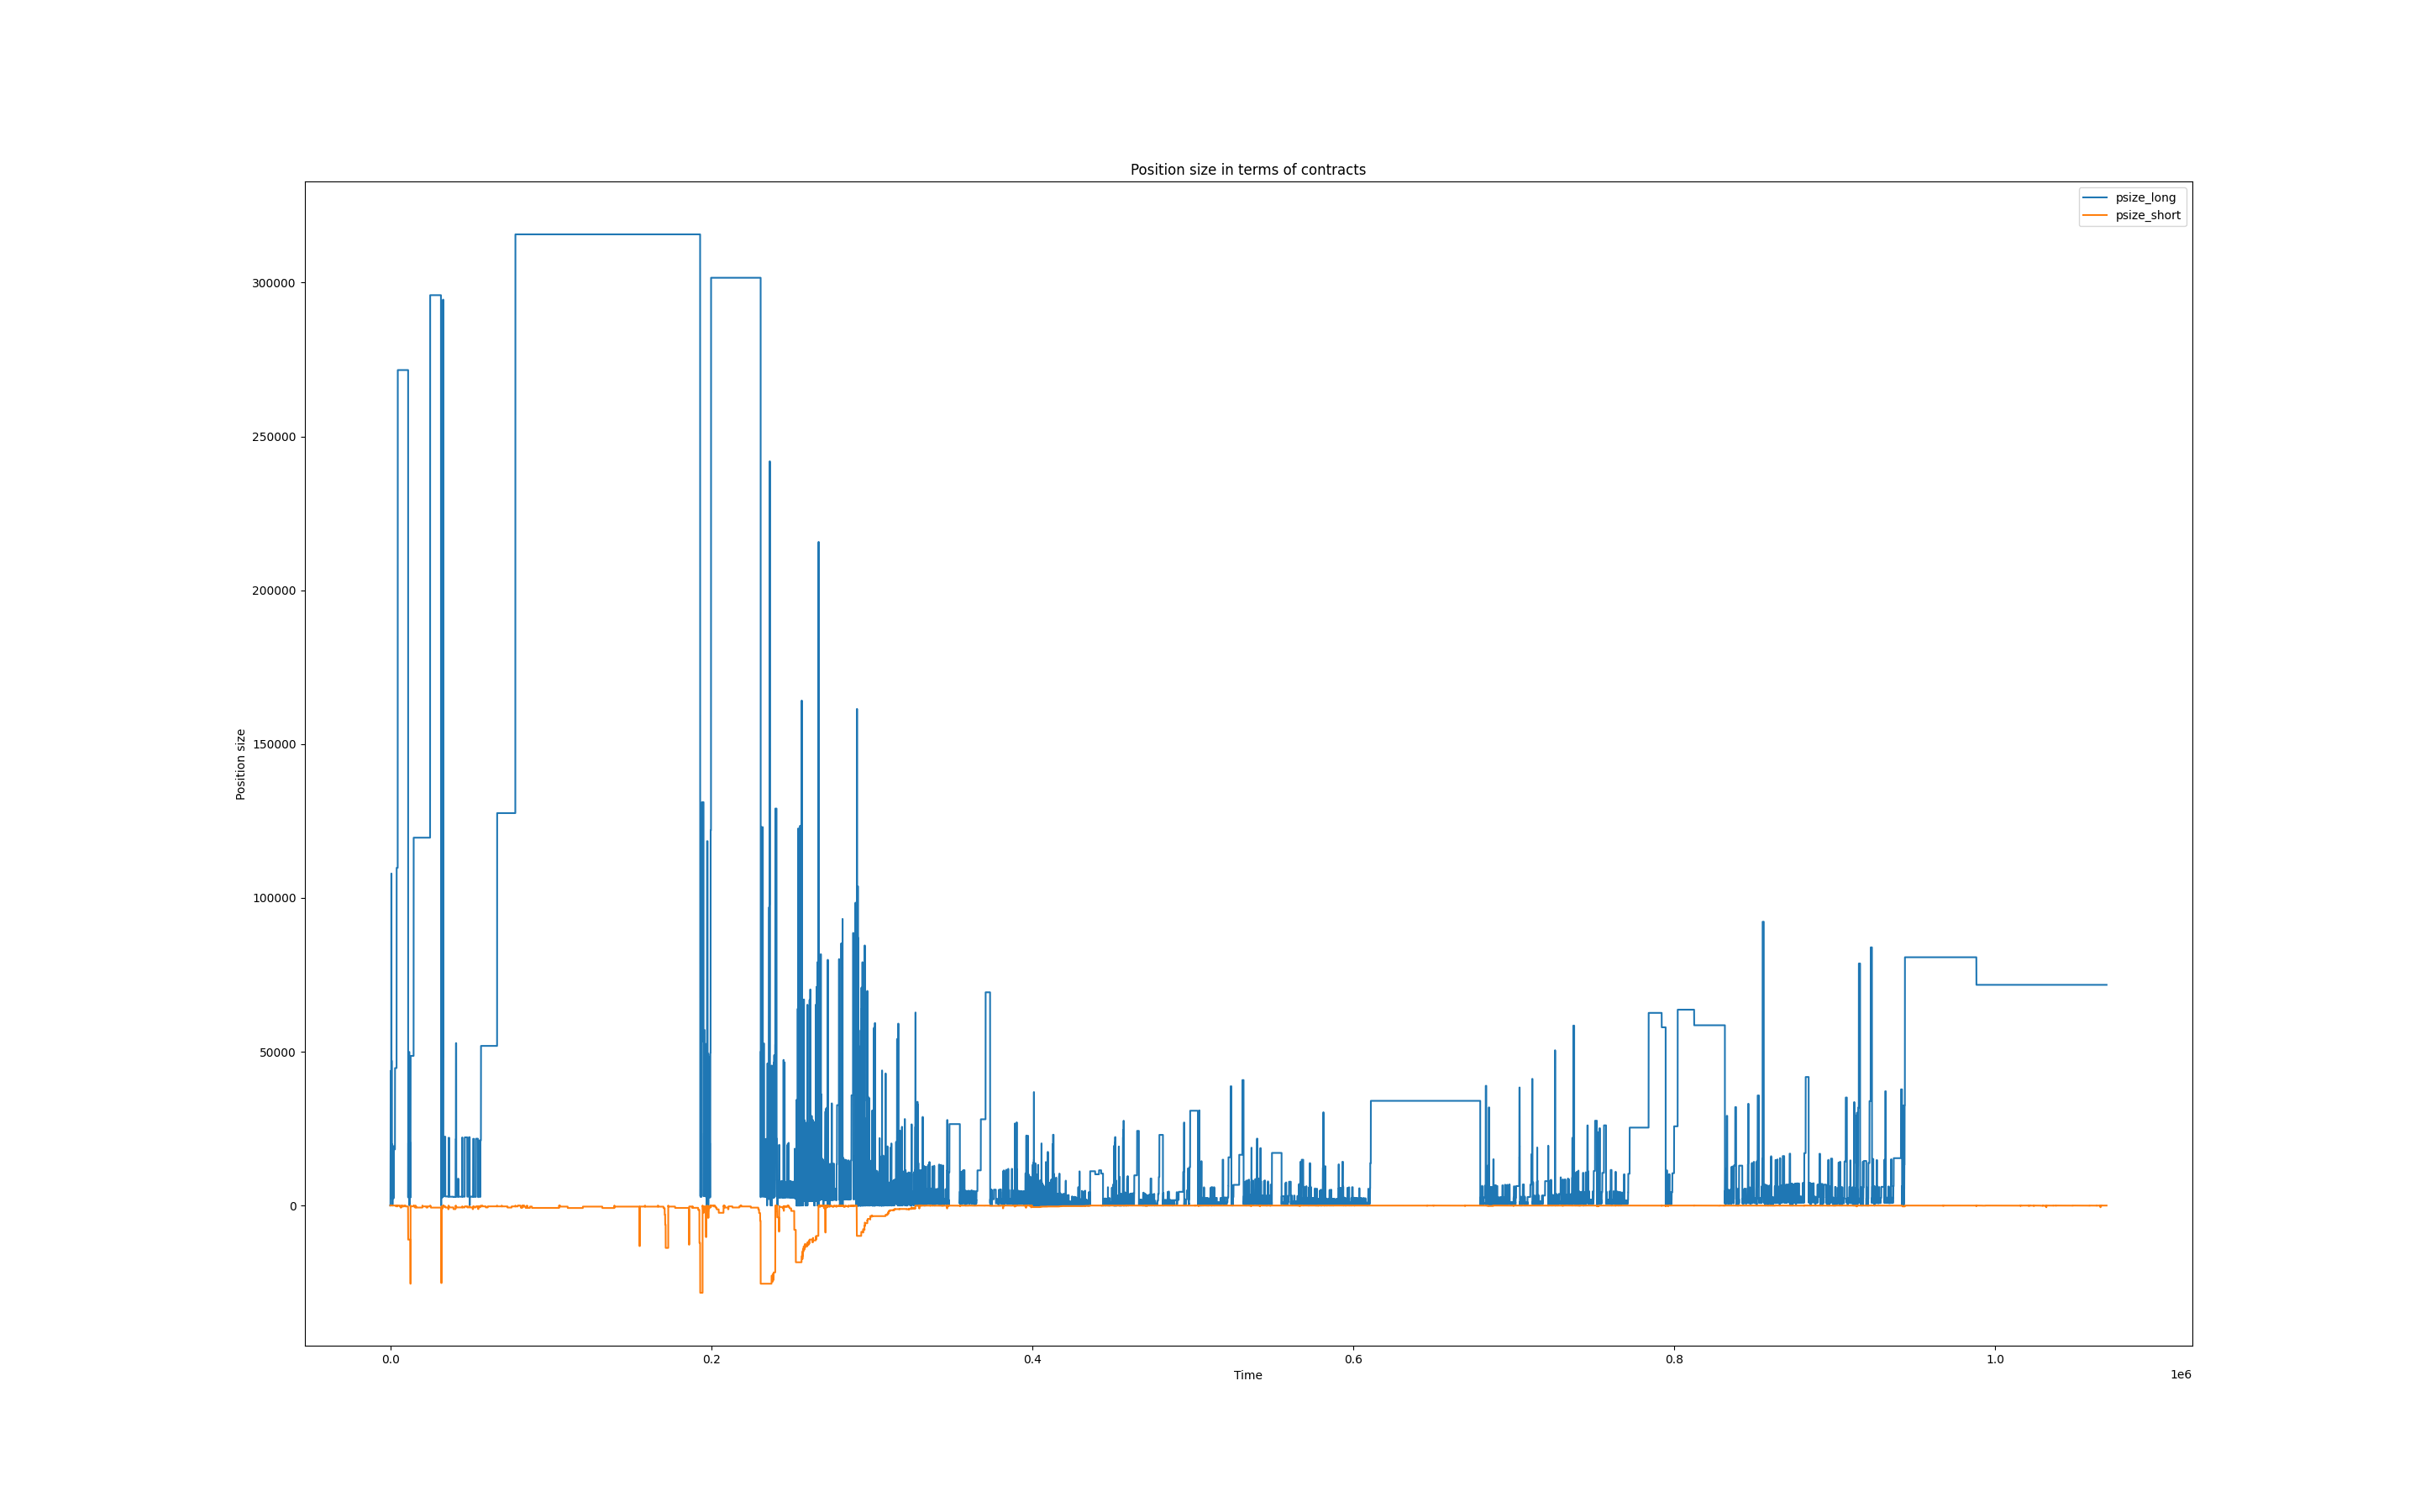 Position size in terms of contracts
psize_long
psize_short
Position size
300000
250000
200000
150000
100000
50000
0
0.0
0.2
0.4
0.6
0.8
1.0
Time
1e6